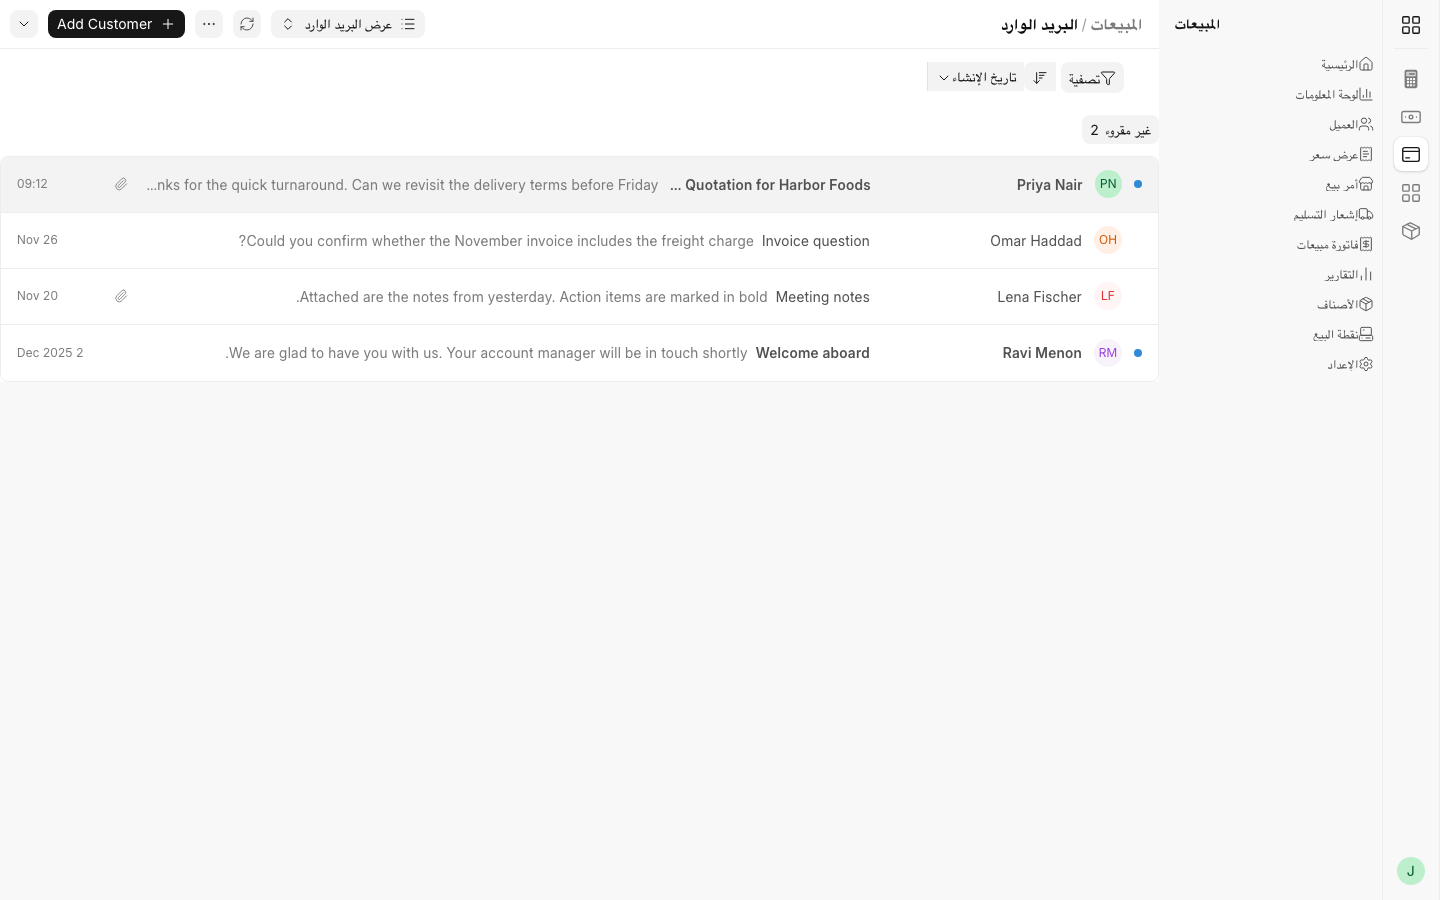 المبيعات
الرئيسية
لوحة المعلومات
العميل
عرض سعر
أمر بيع
إشعار التسليم
فاتورة مبيعات
التقارير
الأصناف
نقطة البيع
الإعداد
J
المبيعات / البريد الوارد
عرض البريد الوارد
Add Customer
تصفية
تاريخ الإنشاء
غير مقروء 2
PN Priya Nair Quotation for Harbor Foods ... ...nks for the quick turnaround. Can we revisit the delivery terms before Friday 09:12
OH Omar Haddad Invoice question Could you confirm whether the November invoice includes the freight charge? Nov 26
LF Lena Fischer Meeting notes Attached are the notes from yesterday. Action items are marked in bold. Nov 20
RM Ravi Menon Welcome aboard We are glad to have you with us. Your account manager will be in touch shortly. Dec 2025 2